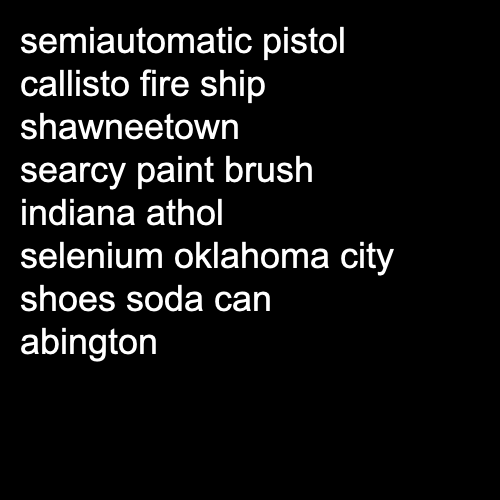 semiautomatic pistol
callisto fire ship
shawneetown
searcy paint brush
indiana athol
selenium oklahoma city
shoes soda can
abington